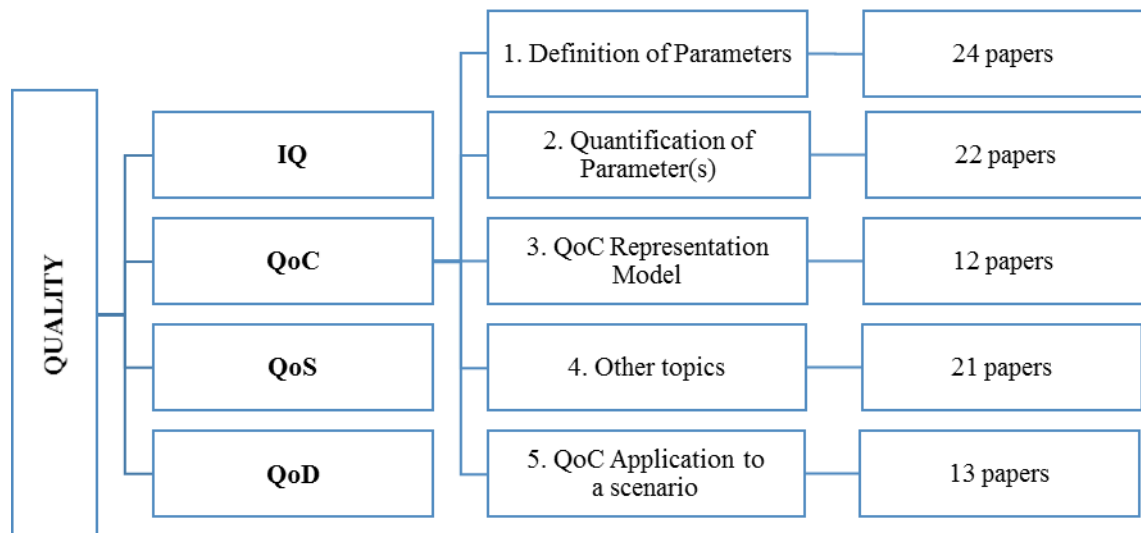 QUALITY
IQ
QoC
QoS
QoD
1. Definition of Parameters
24 papers
2. Quantification of
Parameter(s)
22 papers
3. QoC Representation
Model
12 papers
4. Other topics
21 papers
5. QoC Application to
a scenario
13 papers